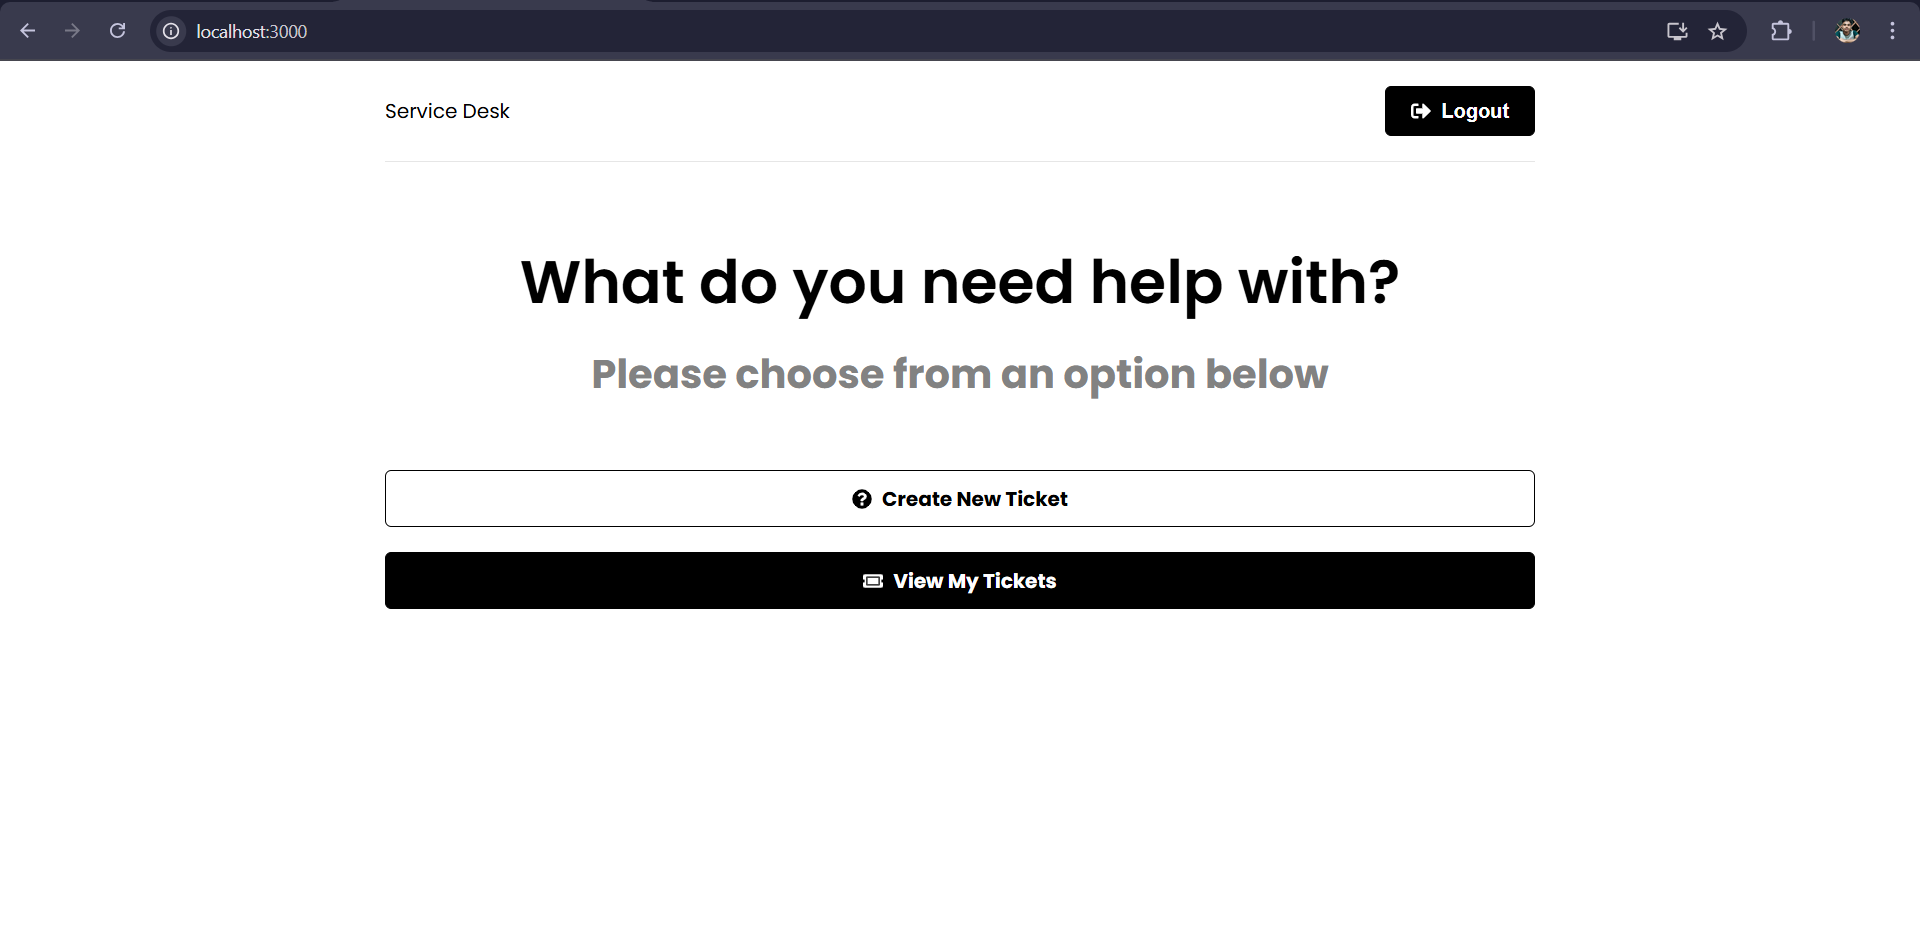 localhost:3000
Service Desk
Logout
What do you need help with?
Please choose from an option below
Create New Ticket
View My Tickets